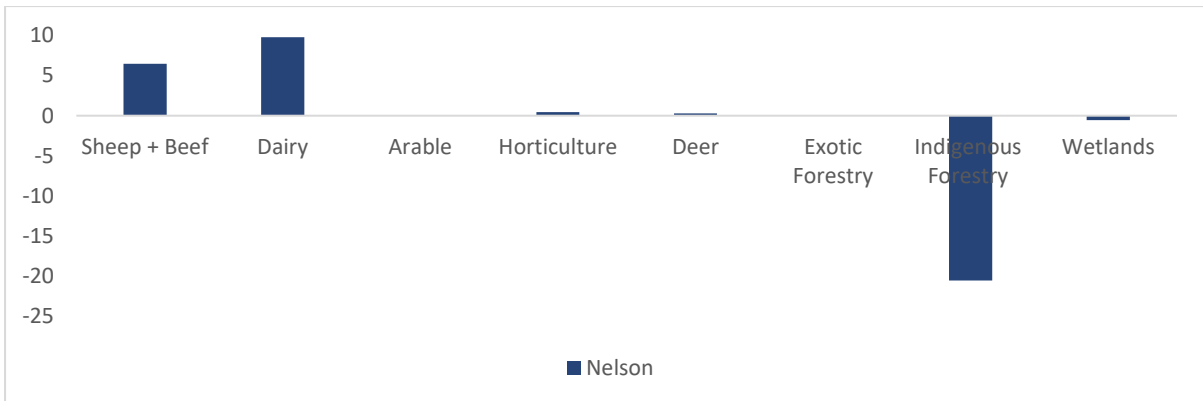 10
5
0
-5
-10
-15
-20
-25
Sheep + Beef Dairy Arable Horticulture Deer Exotic Indigenous Wetlands
Forestry Forestry
Nelson